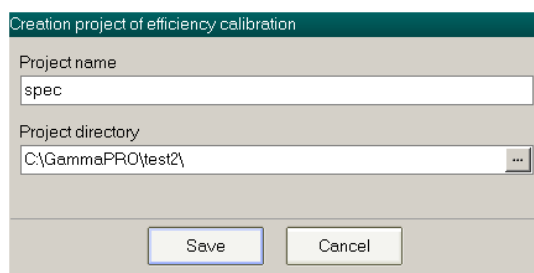 Creation project of efficiency calibration
Project name
spec
Project directory
C:\GammaPRO\test2\
...
Save Cancel